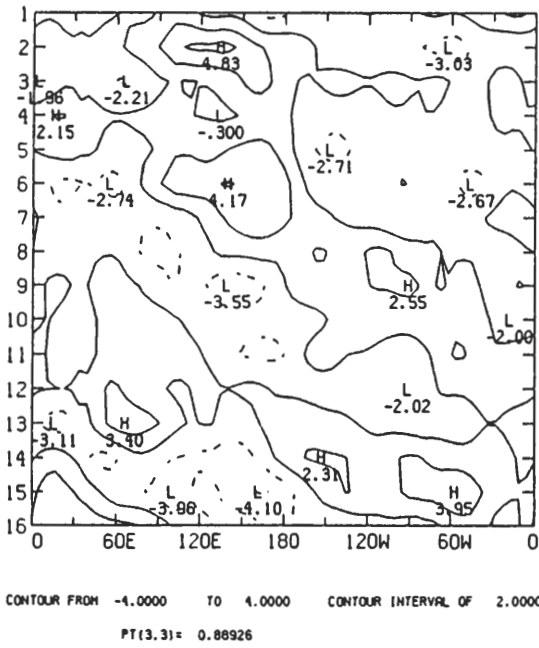 1
2 H L
4.83 -3.03
3 L L
-1.96 -2.21
4 H L
2.15 -.300
5 L
-2.71
6 L H L
-2.74 4.17 -2.67
7
8
9 L H
-3.55 2.55
10 L
-2.00
11
12 L
-2.02
13 L H
-3.11 3.40
14 H
2.31
15 L L H
-3.86 -4.10 3.95
16
0 60E 120E 180 120W 60W 0
CONTOUR FROM -4.0000 TO 4.0000 CONTOUR INTERVAL OF 2.0000
PT(3,3)= 0.88926